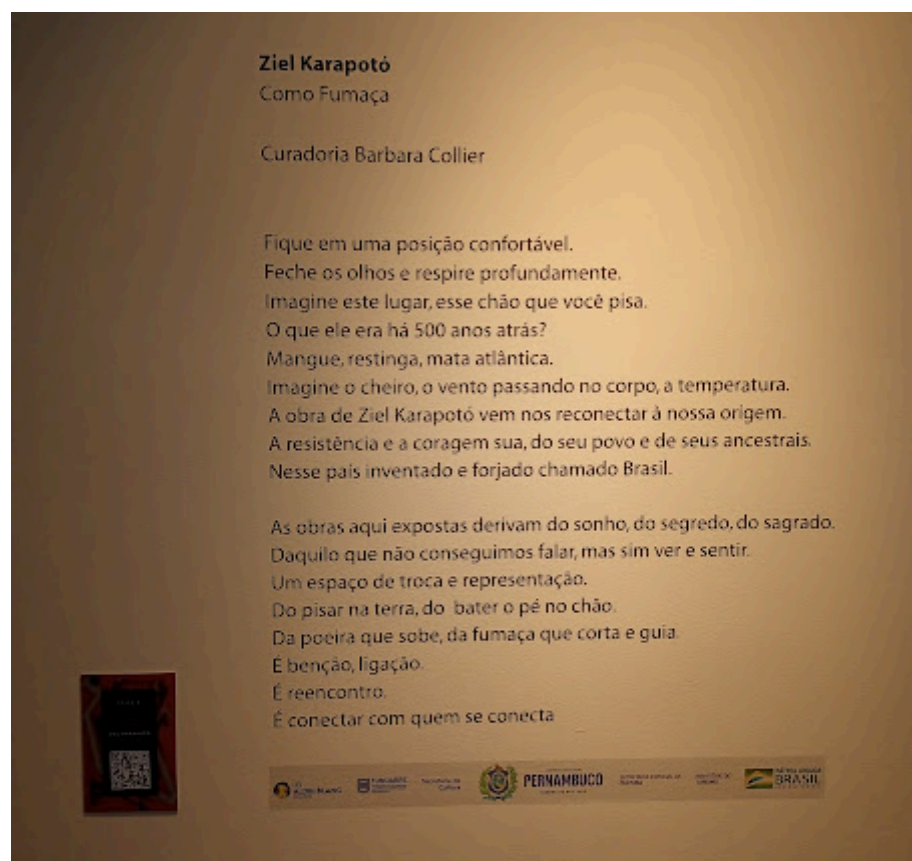 Ziel Karapotó
Como Fumaça
Curadoria Barbara Collier
Fique em uma posição confortável.
Feche os olhos e respire profundamente.
Imagine este lugar, esse chão que você pisa.
O que ele era há 500 anos atrás?
Mangue, restinga, mata atlântica.
Imagine o cheiro, o vento passando no corpo, a temperatura.
A obra de Ziel Karapotó vem nos reconectar à nossa origem.
A resistência e a coragem sua, do seu povo e de seus ancestrais.
Nesse país inventado e forjado chamado Brasil.
As obras aqui expostas derivam do sonho, do segredo, do sagrado.
Daquilo que não conseguimos falar, mas sim ver e sentir.
Um espaço de troca e representação.
Do pisar na terra, do bater o pé no chão.
Da poeira que sobe, da fumaça que corta e guia.
É benção, ligação.
É reencontro.
É conectar com quem se conecta
PERNAMBUCO
BRASIL